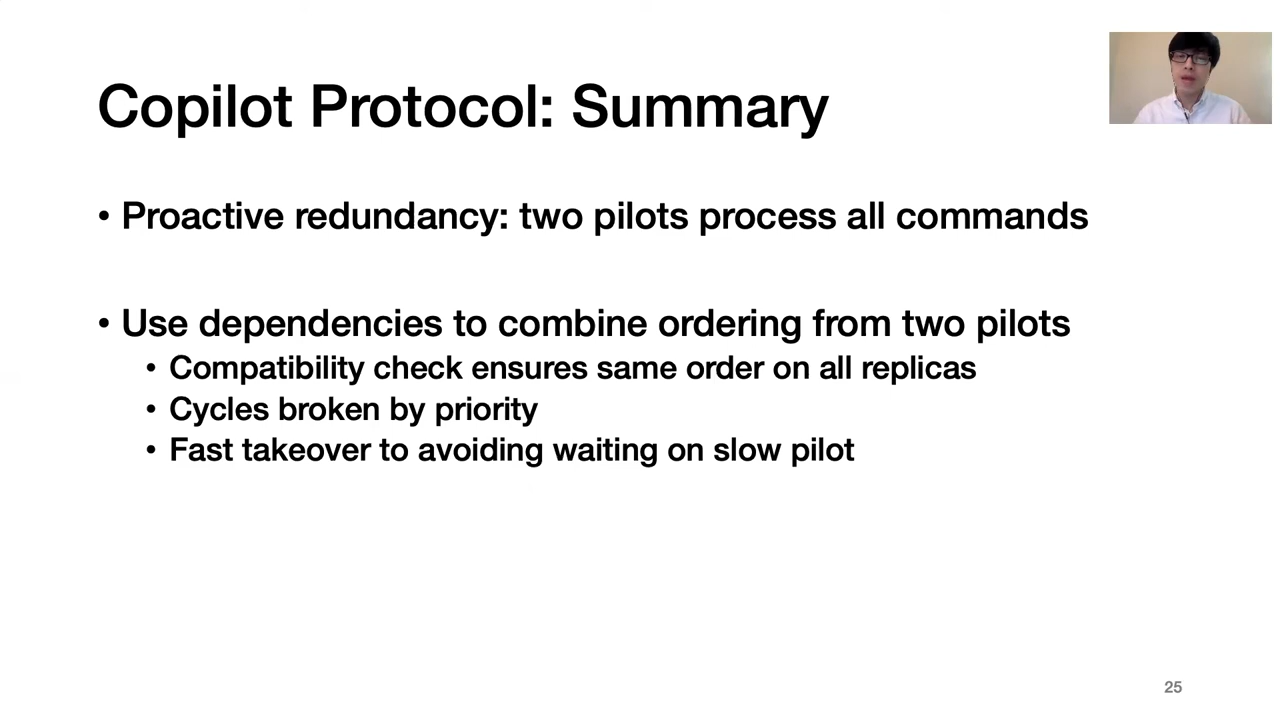 Copilot Protocol: Summary
• Proactive redundancy: two pilots process all commands
• Use dependencies to combine ordering from two pilots
• Compatibility check ensures same order on all replicas
• Cycles broken by priority
• Fast takeover to avoiding waiting on slow pilot
25